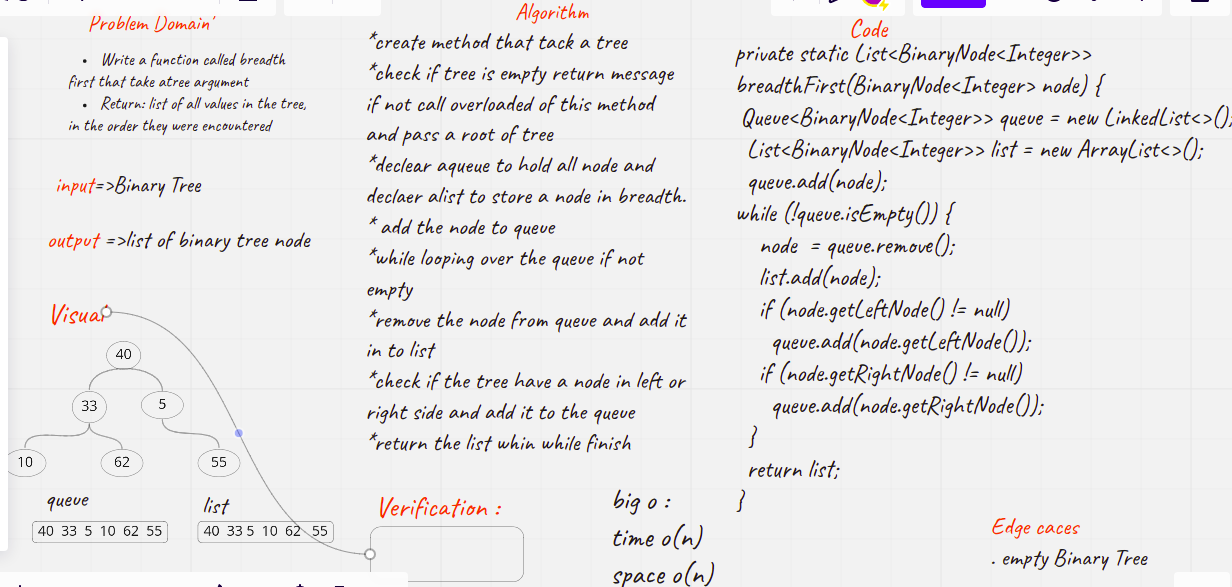 Problem Domain'
• Write a function called breadth
first that take atree argument
• Return: list of all values in the tree,
in the order they were encountered
input=>Binary Tree
output =>list of binary tree node
Visual
40
33 5
10 62 55
queue list
40 33 5 10 62 55
40 33 5 10 62 55
Algorithm
*create method that tack a tree
*check if tree is empty return message
if not call overloaded of this method
and pass a root of tree
*declear aqueue to hold all node and
declaer alist to store a node in breadth.
* add the node to queue
*while looping over the queue if not
empty
*remove the node from queue and add it
in to list
*check if the tree have a node in left or
right side and add it to the queue
*return the list whin while finish
Verification :
big o :
time o(n)
space o(n)
Code
private static List<BinaryNode<Integer>>
breadthFirst(BinaryNode<Integer> node) {
Queue<BinaryNode<Integer>> queue = new LinkedList<>();
List<BinaryNode<Integer>> list = new ArrayList<>();
queue.add(node);
while (!queue.isEmpty()) {
node = queue.remove();
list.add(node);
if (node.getLeftNode() != null)
queue.add(node.getLeftNode());
if (node.getRightNode() != null)
queue.add(node.getRightNode());
}
return list;
}
Edge caces
. empty Binary Tree